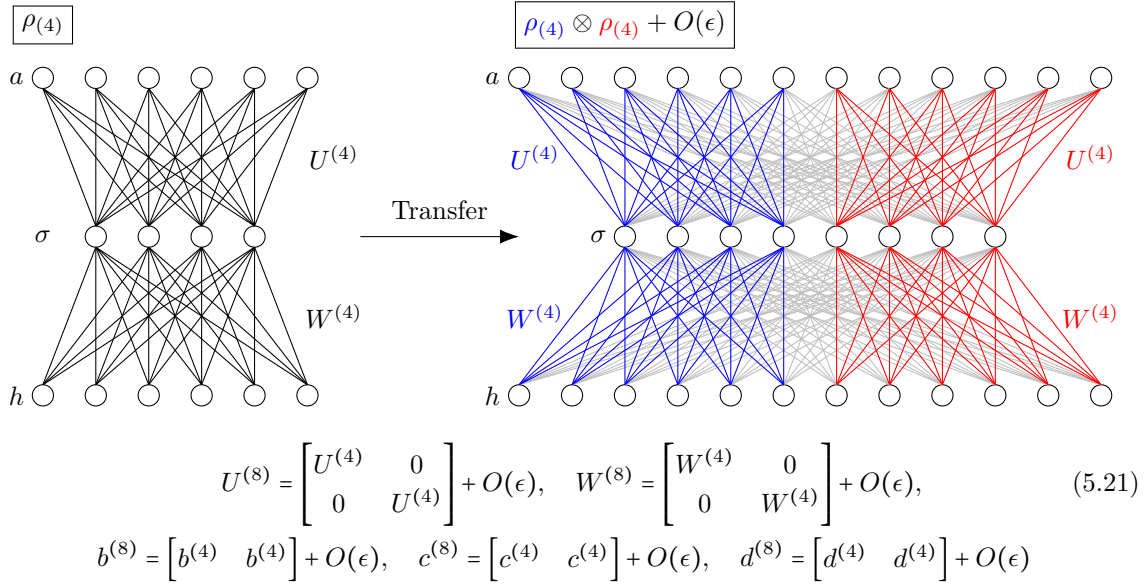 ρ₍₄₎
ρ₍₄₎ ⊗ ρ₍₄₎ + O(ϵ)
a
a
U⁽⁴⁾
U⁽⁴⁾
U⁽⁴⁾
Transfer
σ
σ
W⁽⁴⁾
W⁽⁴⁾
W⁽⁴⁾
h
h
U⁽⁸⁾ = [U⁽⁴⁾ 0; 0 U⁽⁴⁾] + O(ϵ), W⁽⁸⁾ = [W⁽⁴⁾ 0; 0 W⁽⁴⁾] + O(ϵ), (5.21)
b⁽⁸⁾ = [b⁽⁴⁾ b⁽⁴⁾] + O(ϵ), c⁽⁸⁾ = [c⁽⁴⁾ c⁽⁴⁾] + O(ϵ), d⁽⁸⁾ = [d⁽⁴⁾ d⁽⁴⁾] + O(ϵ)